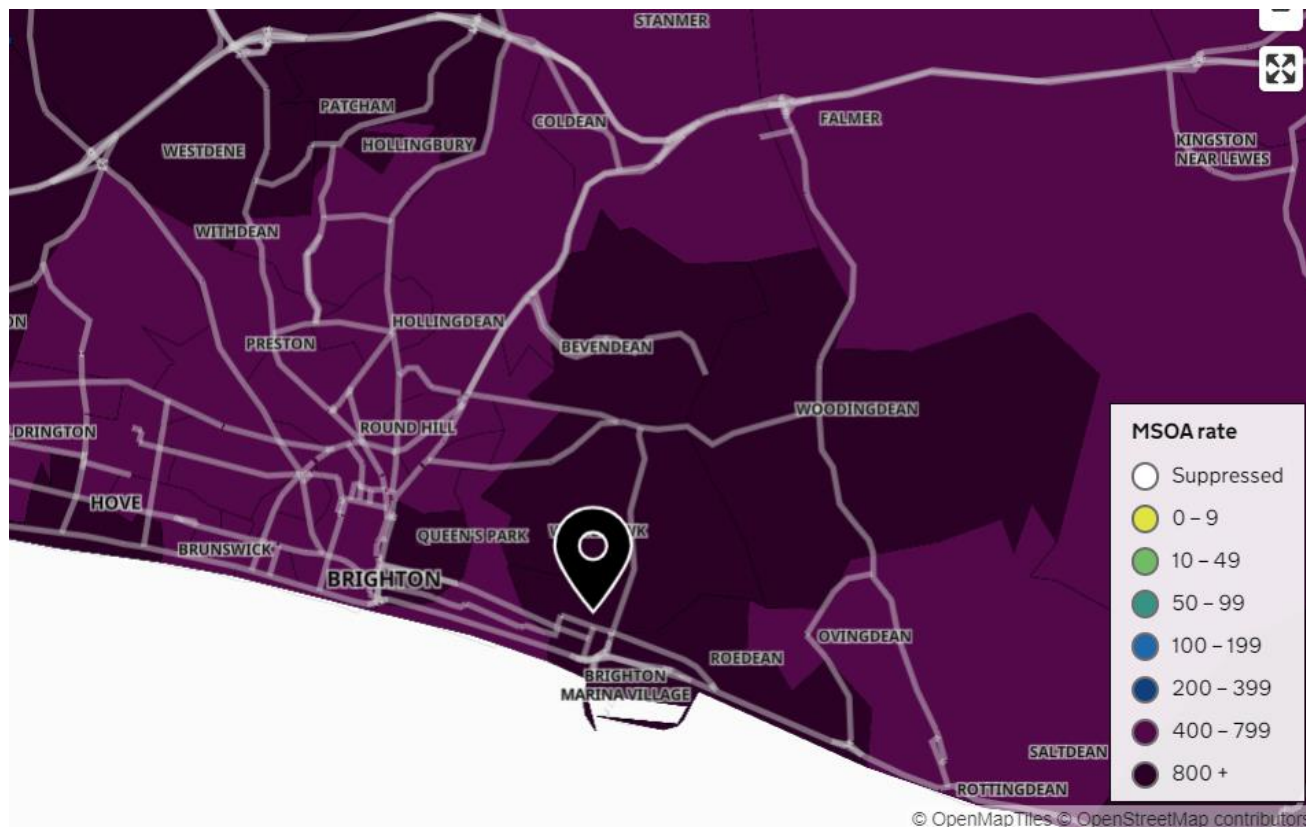 STANMER
PATCHAM
COLDEAN
FALMER
HOLLINGBURY
WESTDENE
KINGSTON
NEAR LEWES
WITHDEAN
HOLLINGDEAN
PRESTON
BEVENDEAN
WOODINGDEAN
ROUND HILL
HOVE
QUEEN'S PARK
BRUNSWICK
BRIGHTON
OVINGDEAN
ROEDEAN
BRIGHTON
MARINA VILLAGE
SALTDEAN
ROTTINGDEAN
MSOA rate
Suppressed
0 – 9
10 – 49
50 – 99
100 – 199
200 – 399
400 – 799
800 +
© OpenMapTiles © OpenStreetMap contributors